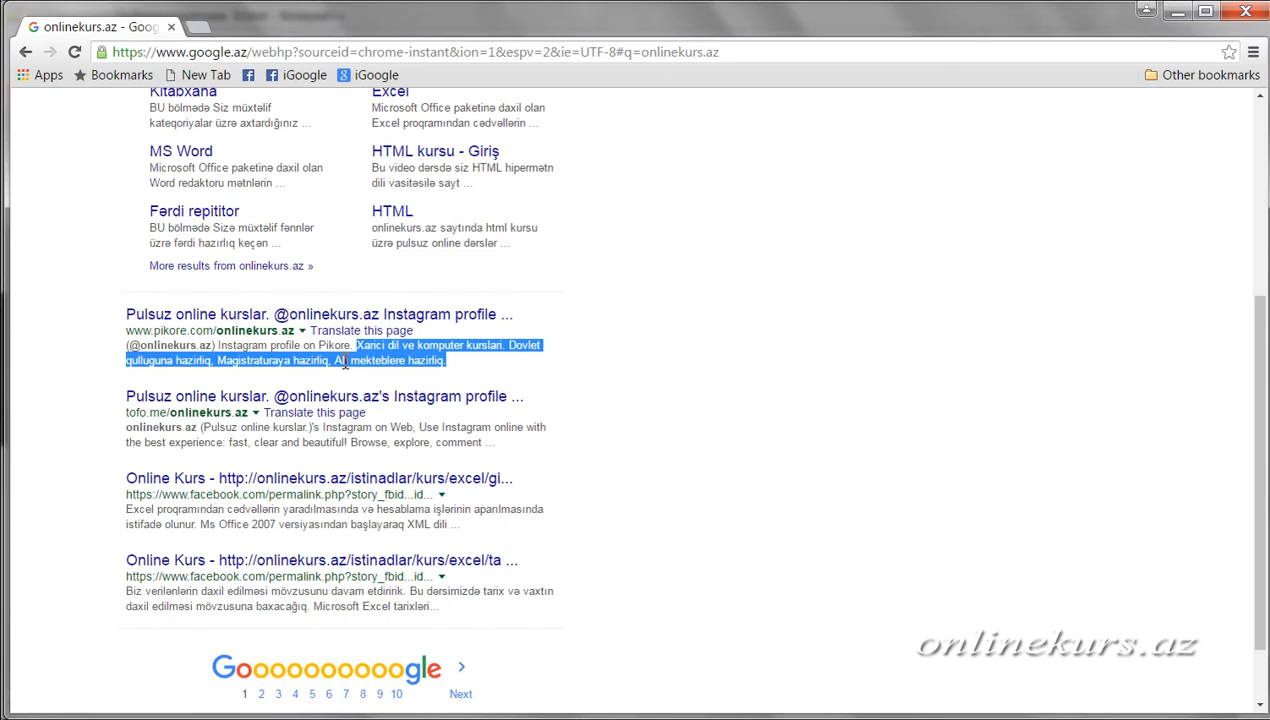 onlinekurs.az - Goog
https://www.google.az/webhp?sourceid=chrome-instant&ion=1&espv=2&ie=UTF-8#q=onlinekurs.az
Apps Bookmarks New Tab iGoogle iGoogle Other bookmarks
Kitabxana
BU bölmədə Siz müxtəlif
kateqoriyalar üzrə axtardığınız ...
Excel
Microsoft Office paketinə daxil olan
Excel proqramından cədvəllərin ...
MS Word
Microsoft Office paketinə daxil olan
Word redaktoru mətnlərin ...
HTML kursu - Giriş
Bu video dərsdə siz HTML hipermətn
dili vasitəsilə sayt ...
Fərdi repititor
BU bölmədə Sizə müxtəlif fənnlər
üzrə fərdi hazırlıq keçən ...
HTML
onlinekurs.az saytında html kursu
üzrə pulsuz online dərslər ...
More results from onlinekurs.az »
Pulsuz online kurslar. @onlinekurs.az Instagram profile ...
www.pikore.com/onlinekurs.az Translate this page
(@onlinekurs.az) Instagram profile on Pikore. Xarici dil ve komputer kurslari. Dovlet
qulluguna hazirliq, Magistraturaya hazirliq, Ali mekteblere hazirliq.
Pulsuz online kurslar. @onlinekurs.az's Instagram profile ...
tofo.me/onlinekurs.az Translate this page
onlinekurs.az (Pulsuz online kurslar.)'s Instagram on Web, Use Instagram online with
the best experience: fast, clear and beautiful! Browse, explore, comment ...
Online Kurs - http://onlinekurs.az/istinadlar/kurs/excel/gi...
https://www.facebook.com/permalink.php?story_fbid...id...
Excel proqramından cədvəllərin yaradılmasında və hesablama işlərinin aparılmasında
istifadə olunur. Ms Office 2007 versiyasından başlayaraq XML dili ...
Online Kurs - http://onlinekurs.az/istinadlar/kurs/excel/ta ...
https://www.facebook.com/permalink.php?story_fbid...id...
Biz verilənlərin daxil edilməsi mövzusunu davam etdiririk. Bu dərsimizdə tarix və vaxtın
daxil edilməsi mövzusuna baxacağıq. Microsoft Excel tarixləri...
onlinekurs.az
Goooooooooogle
1 2 3 4 5 6 7 8 9 10 Next